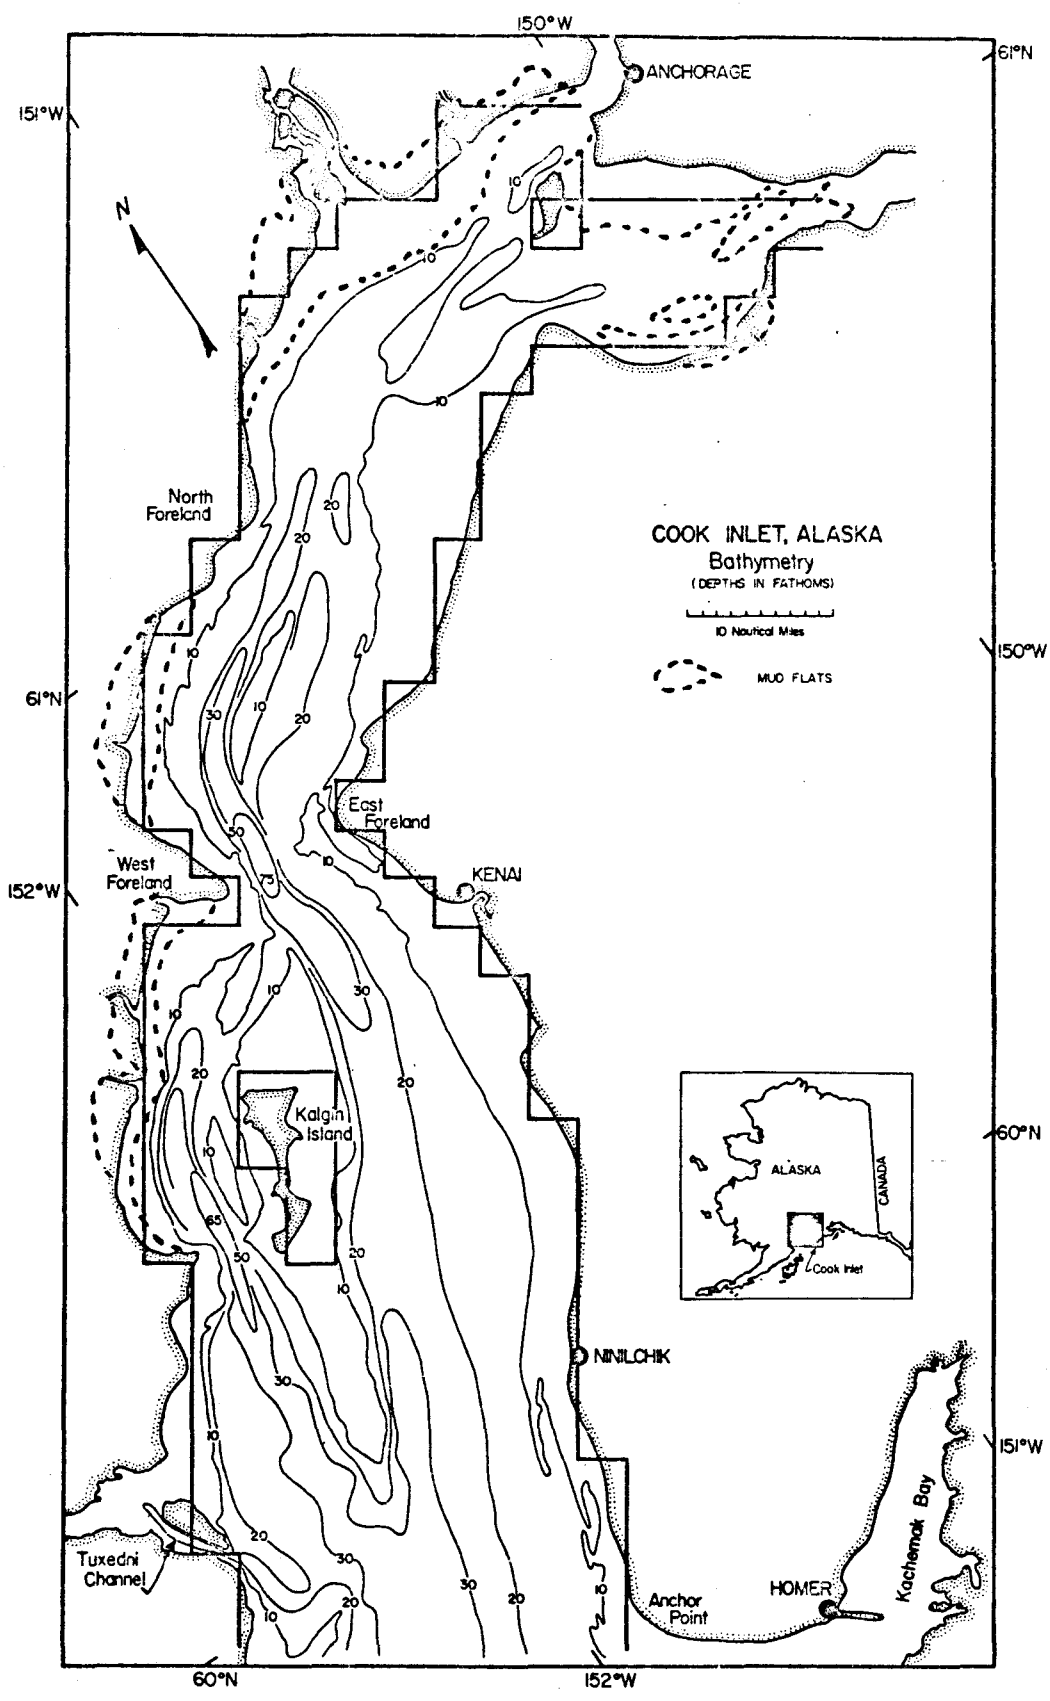 150°W
61°N
ANCHORAGE
151°W
10
N
10
10
North
Foreland
20
20
COOK INLET, ALASKA
Bathymetry
(DEPTHS IN FATHOMS)
10 Nautical Miles
MUD FLATS
10
150°W
61°N
30
10
20
East
Foreland
50
10
West
Foreland
75
KENAI
152°W
10
30
10
20
20
Kalgin
Island
10
60°N
ALASKA
CANADA
65
50
20
10
Cook Inlet
NINILCHIK
30
10
151°W
Kachemak Bay
20
Tuxedni
Channel
30
30
20
HOMER
Anchor
Point
10
20
60°N
152°W